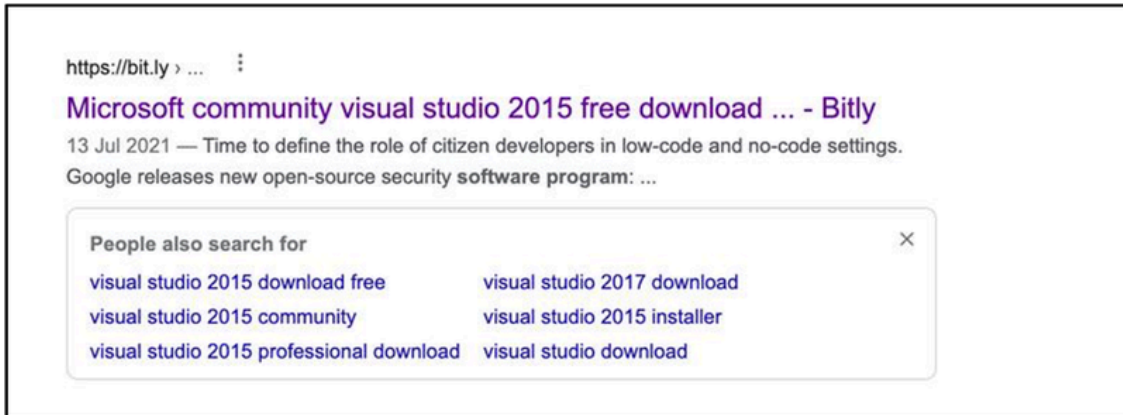 https://bit.ly › ...
Microsoft community visual studio 2015 free download ... - Bitly
13 Jul 2021 — Time to define the role of citizen developers in low-code and no-code settings.
Google releases new open-source security software program: ...
People also search for
visual studio 2015 download free
visual studio 2017 download
visual studio 2015 community
visual studio 2015 installer
visual studio 2015 professional download
visual studio download